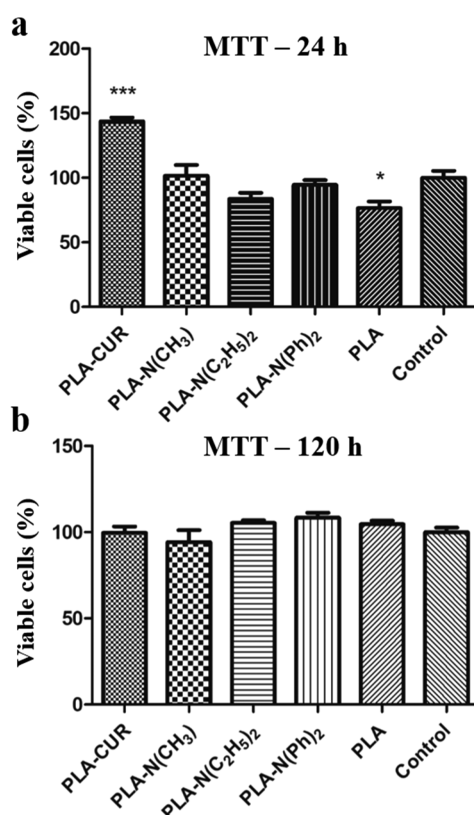 a
MTT – 24 h
Viable cells (%)
200
150
100
50
0
***
*
PLA-CUR
PLA-N(CH₃)
PLA-N(C₂H₅)₂
PLA-N(Ph)₂
PLA
Control
b
MTT – 120 h
Viable cells (%)
150
100
50
0
PLA-CUR
PLA-N(CH₃)
PLA-N(C₂H₅)₂
PLA-N(Ph)₂
PLA
Control